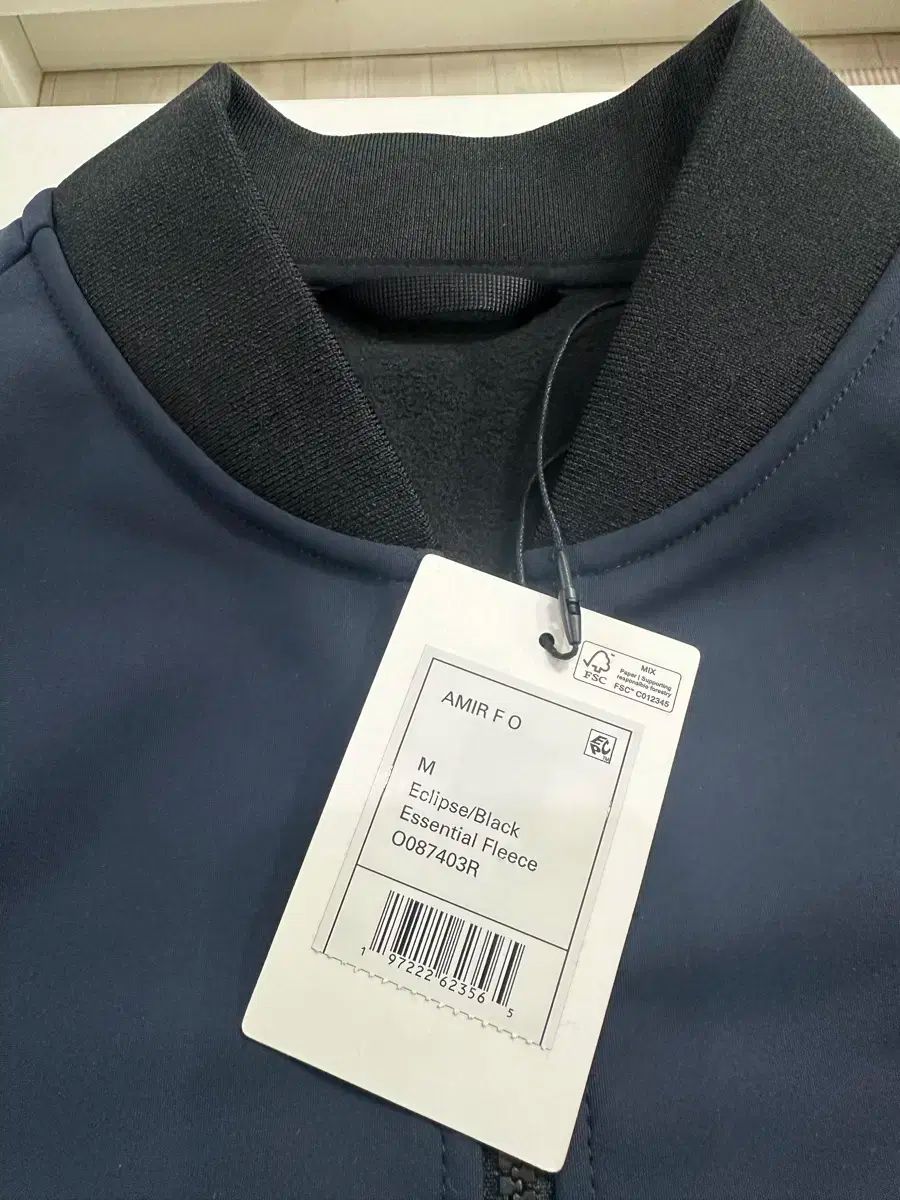 FSC
MIX
Paper | Supporting
responsible forestry
FSC™ C012345
AMIR F O
M
Eclipse/Black
Essential Fleece
O087403R
1 97222 62356 5